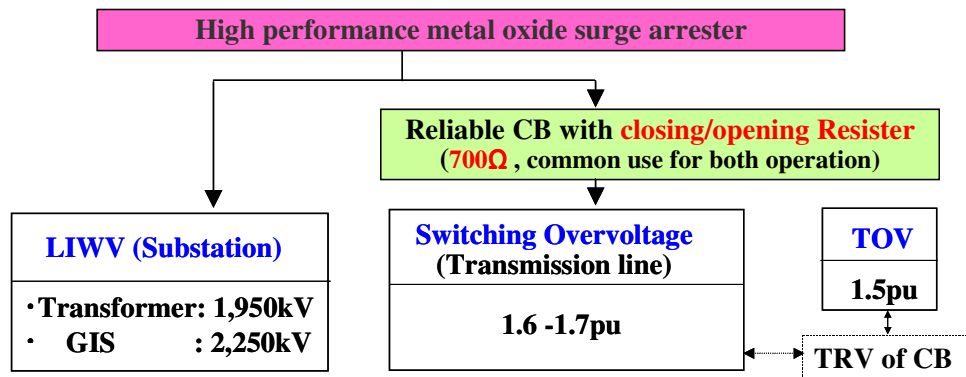 High performance metal oxide surge arrester
Reliable CB with closing/opening Resister
(700Ω , common use for both operation)
LIWV (Substation)
・Transformer: 1,950kV
・ GIS : 2,250kV
Switching Overvoltage
(Transmission line)
1.6 -1.7pu
TOV
1.5pu
TRV of CB